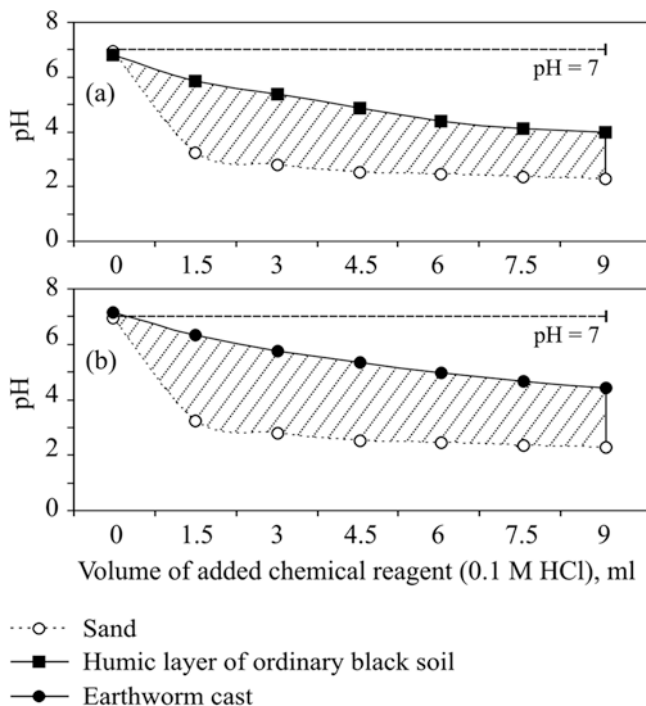 8
6
4
2
0
pH
(a)
pH = 7
0 1.5 3 4.5 6 7.5 9
8
6
4
2
0
pH
(b)
pH = 7
0 1.5 3 4.5 6 7.5 9
Volume of added chemical reagent (0.1 M HCl), ml
Sand
Humic layer of ordinary black soil
Earthworm cast